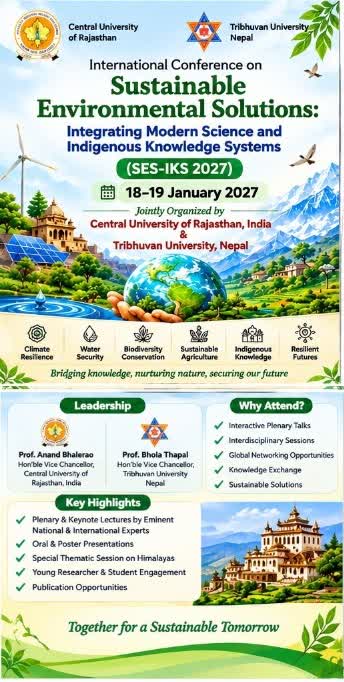 Central University
of Rajasthan
Tribhuvan University
Nepal
International Conference on
Sustainable
Environmental Solutions:
Integrating Modern Science and
Indigenous Knowledge Systems
(SES-IKS 2027)
18–19 January 2027
Jointly Organized by
Central University of Rajasthan, India
&
Tribhuvan University, Nepal
Climate
Resilience
Water
Security
Biodiversity
Conservation
Sustainable
Agriculture
Indigenous
Knowledge
Resilient
Futures
Bridging knowledge, nurturing nature, securing our future
Leadership
Prof. Anand Bhalerao
Hon'ble Vice Chancellor,
Central University of
Rajasthan, India
Prof. Bhola Thapal
Hon'ble Vice Chancellor,
Tribhuvan University
Nepal
Why Attend?
Interactive Plenary Talks
Interdisciplinary Sessions
Global Networking Opportunities
Knowledge Exchange
Sustainable Solutions
Key Highlights
Plenary & Keynote Lectures by Eminent
National & International Experts
Oral & Poster Presentations
Special Thematic Session on Himalayas
Young Researcher & Student Engagement
Publication Opportunities
Together for a Sustainable Tomorrow